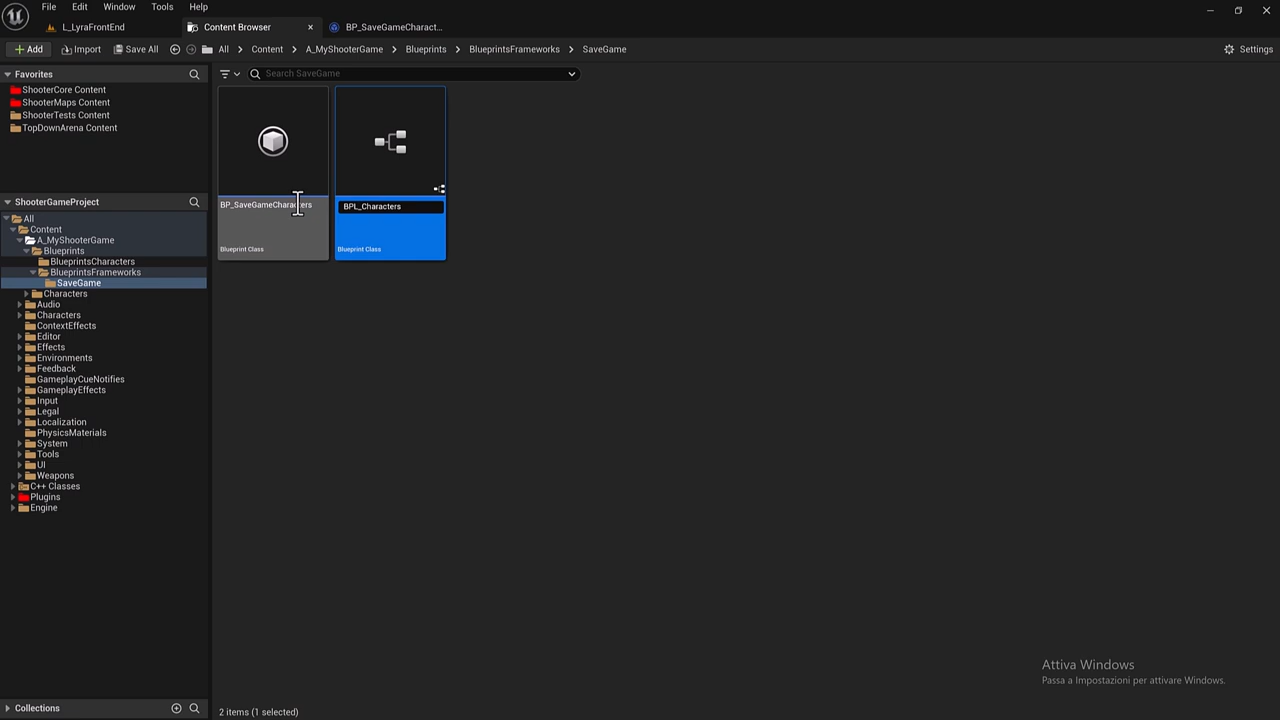 File Edit Window Tools Help
L_LyraFrontEnd Content Browser BP_SaveGameCharact...
Add Import Save All All Content A_MyShooterGame Blueprints BlueprintsFrameworks SaveGame Settings
Favorites
Search SaveGame
ShooterCore Content
ShooterMaps Content
ShooterTests Content
TopDownArena Content
ShooterGameProject
All
Content
A_MyShooterGame
Blueprints
BlueprintsCharacters
BlueprintsFrameworks
SaveGame
Characters
Audio
Characters
ContextEffects
Editor
Effects
Environments
Feedback
GameplayCueNotifies
GameplayEffects
Input
Legal
Localization
PhysicsMaterials
System
Tools
UI
Weapons
C++ Classes
Plugins
Engine
Collections
BP_SaveGameCharacters
Blueprint Class
BPL_Characters
Blueprint Class
Attiva Windows
Passa a Impostazioni per attivare Windows.
2 items (1 selected)